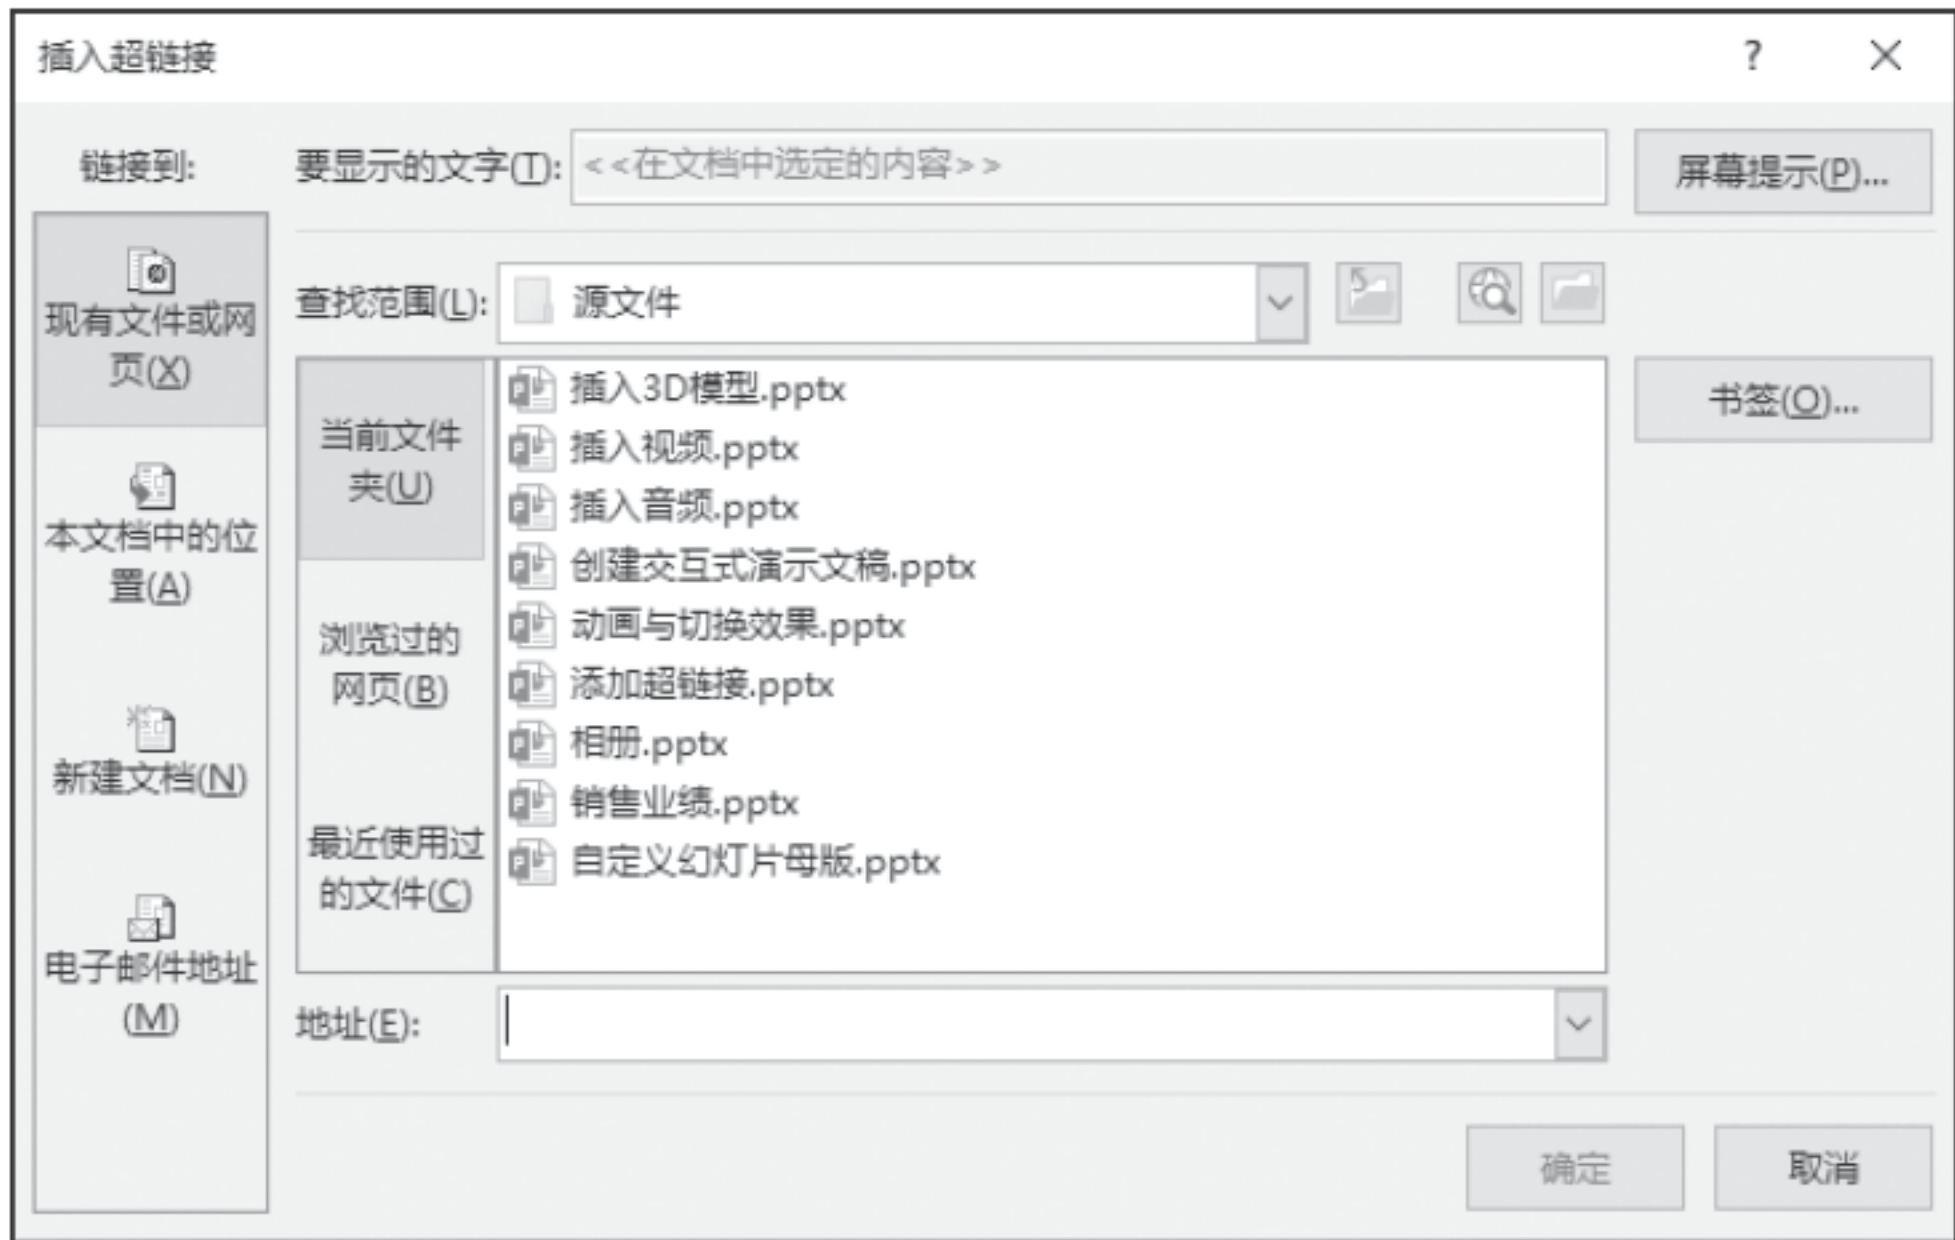 插入超链接
?
链接到:
要显示的文字(T):
<<在文档中选定的内容>>
屏幕提示(P)...
现有文件或网
页(X)
本文档中的位
置(A)
新建文档(N)
电子邮件地址
(M)
查找范围(L):
源文件
当前文件
夹(U)
浏览过的
网页(B)
最近使用过
的文件(C)
插入3D模型.pptx
插入视频.pptx
插入音频.pptx
创建交互式演示文稿.pptx
动画与切换效果.pptx
添加超链接.pptx
相册.pptx
销售业绩.pptx
自定义幻灯片母版.pptx
书签(O)...
地址(E):
确定
取消